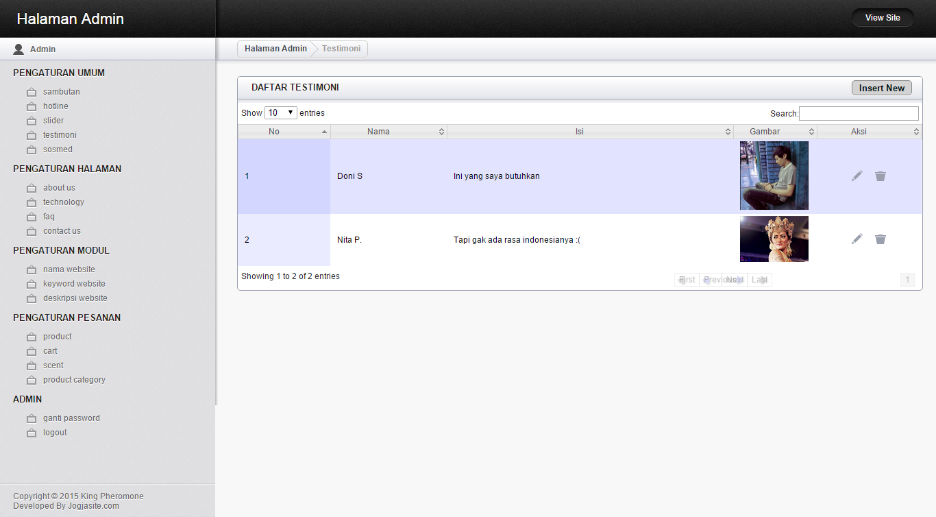 Halaman Admin
View Site
Admin
Halaman Admin
Testimoni
PENGATURAN UMUM
sambutan
hotline
slider
testimoni
sosmed
PENGATURAN HALAMAN
about us
technology
faq
contact us
PENGATURAN MODUL
nama website
keyword website
deskripsi website
PENGATURAN PESANAN
product
cart
scent
product category
ADMIN
ganti password
logout
Copyright © 2015 King Pheromone
Developed By Jogjasite.com
DAFTAR TESTIMONI
Insert New
Show 10 entries
Search:
No Nama Isi Gambar Aksi
1 Doni S Ini yang saya butuhkan
2 Nita P. Tapi gak ada rasa indonesianya :(
Showing 1 to 2 of 2 entries
First Previous Next Last 1